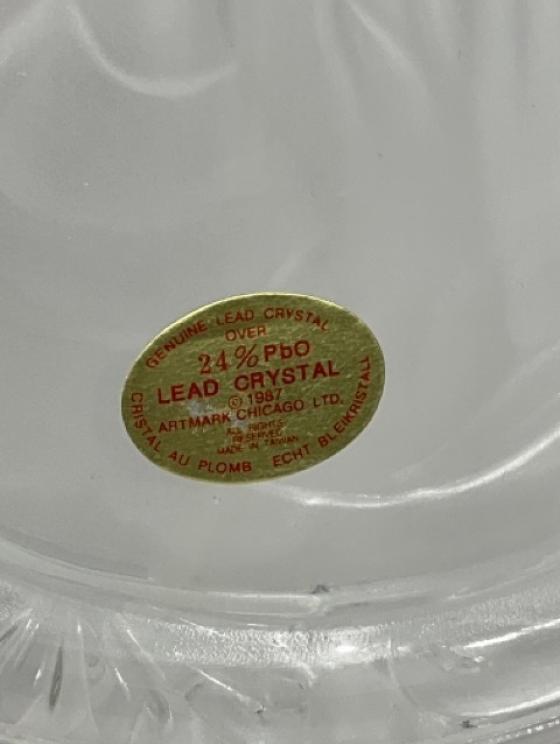 GENUINE LEAD CRYSTAL
OVER
24% PbO
LEAD CRYSTAL
© 1987
ARTMARK CHICAGO LTD.
ALL RIGHTS
RESERVED
MADE IN TAIWAN
CRISTAL AU PLOMB ECHT BLEIKRISTALL